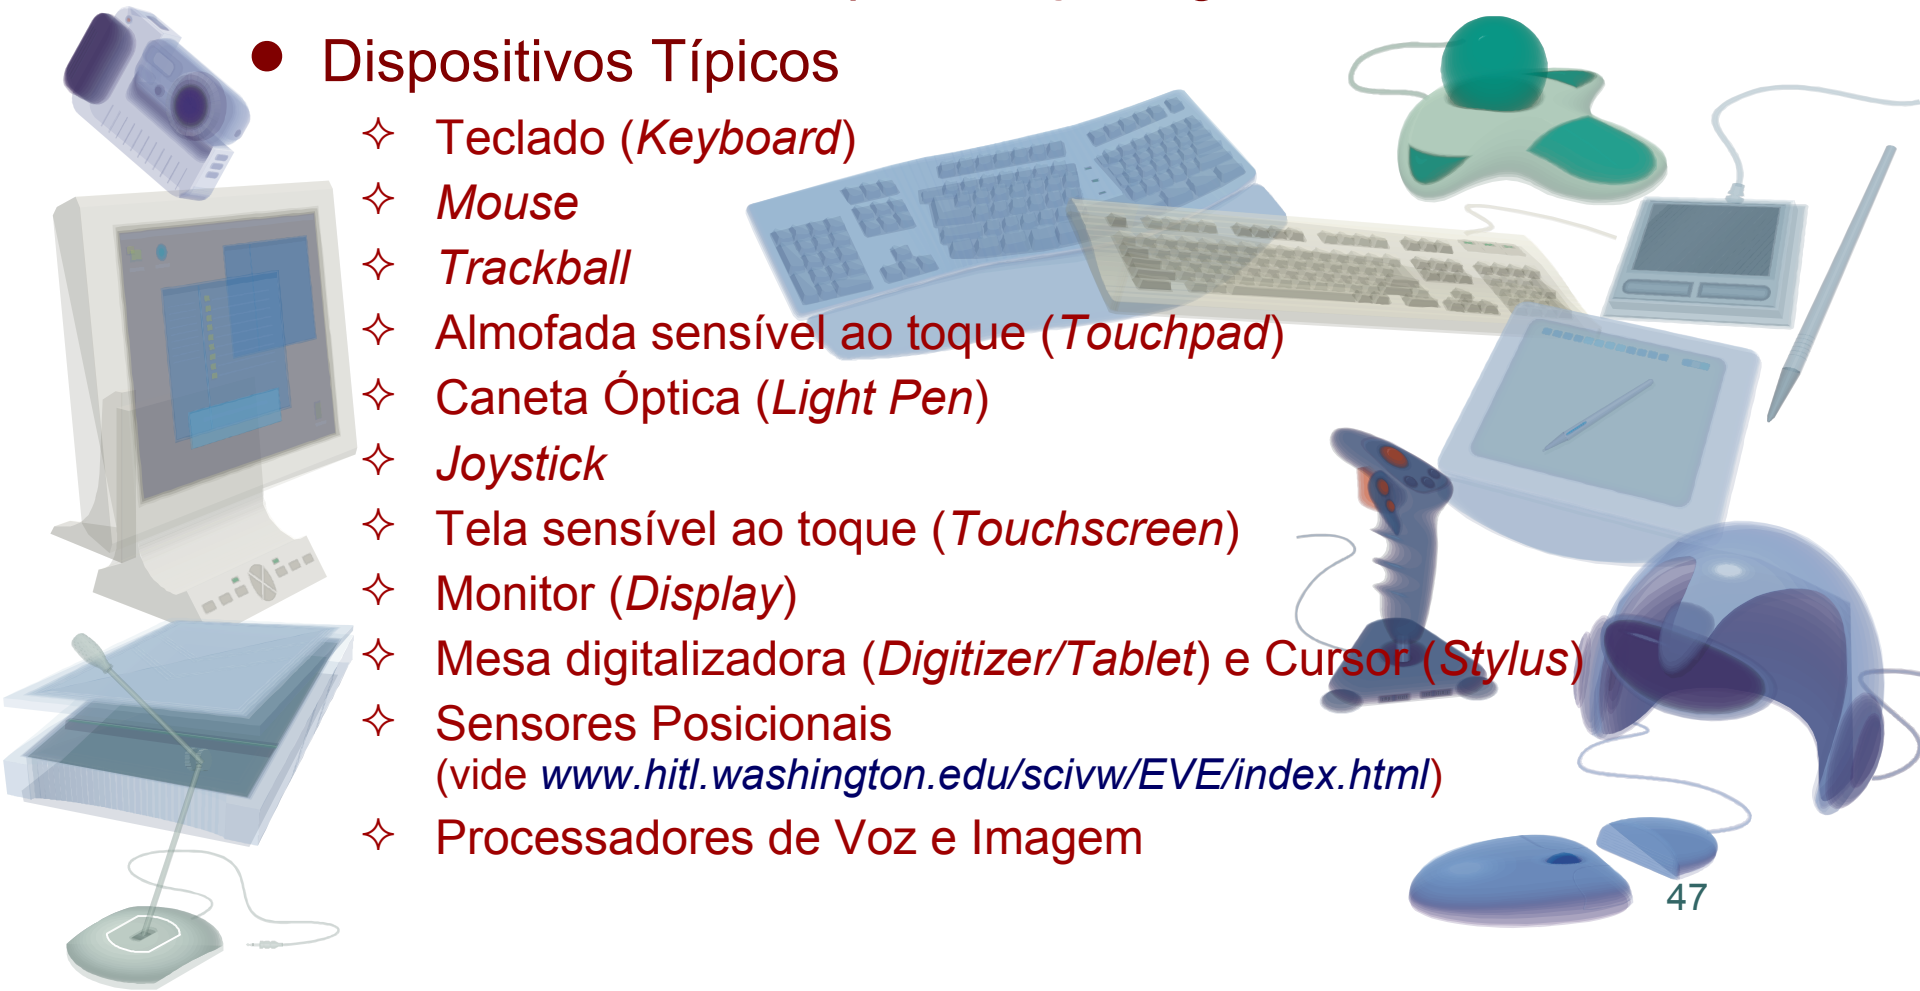 ● Dispositivos Típicos
✧ Teclado (Keyboard)
✧ Mouse
✧ Trackball
✧ Almofada sensível ao toque (Touchpad)
✧ Caneta Óptica (Light Pen)
✧ Joystick
✧ Tela sensível ao toque (Touchscreen)
✧ Monitor (Display)
✧ Mesa digitalizadora (Digitizer/Tablet) e Cursor (Stylus)
✧ Sensores Posicionais
(vide www.hitl.washington.edu/scivw/EVE/index.html)
✧ Processadores de Voz e Imagem
47